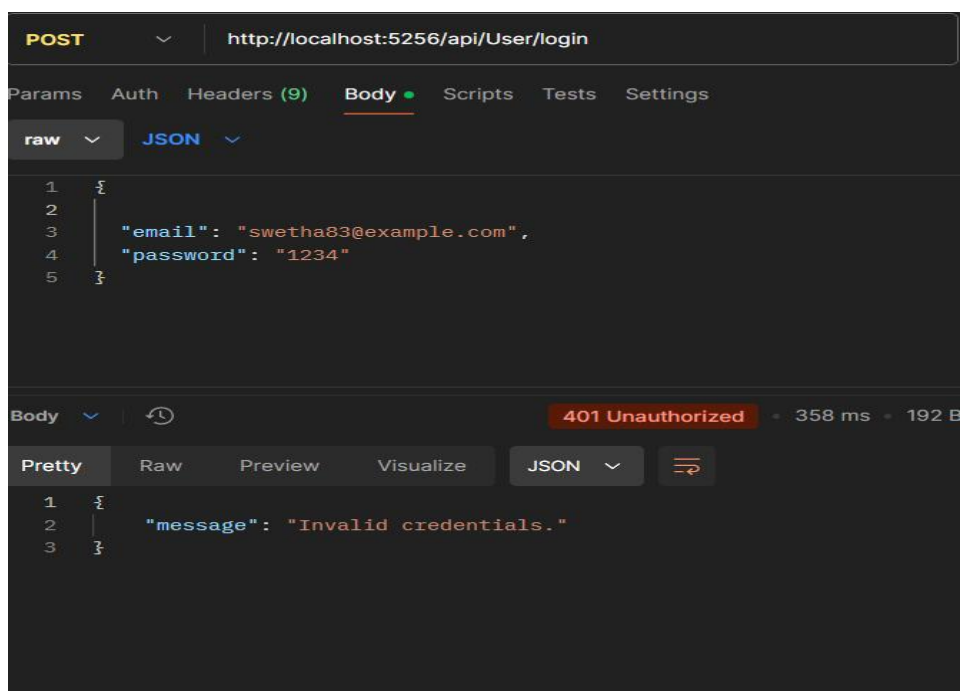 POST http://localhost:5256/api/User/login
Params Auth Headers (9) Body Scripts Tests Settings
raw JSON
1 {
2
3 "email": "swetha83@example.com",
4 "password": "1234"
5 }
Body 401 Unauthorized 358 ms 192 B
Pretty Raw Preview Visualize JSON
1 {
2 "message": "Invalid credentials."
3 }